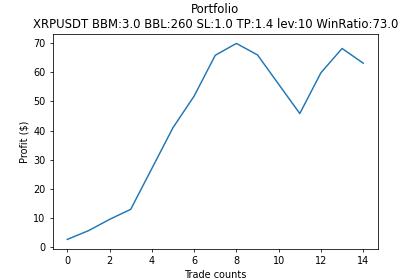 Portfolio
XRPUSDT BBM:3.0 BBL:260 SL:1.0 TP:1.4 lev:10 WinRatio:73.0
70
60
50
40
30
20
10
0
Profit ($)
0 2 4 6 8 10 12 14
Trade counts